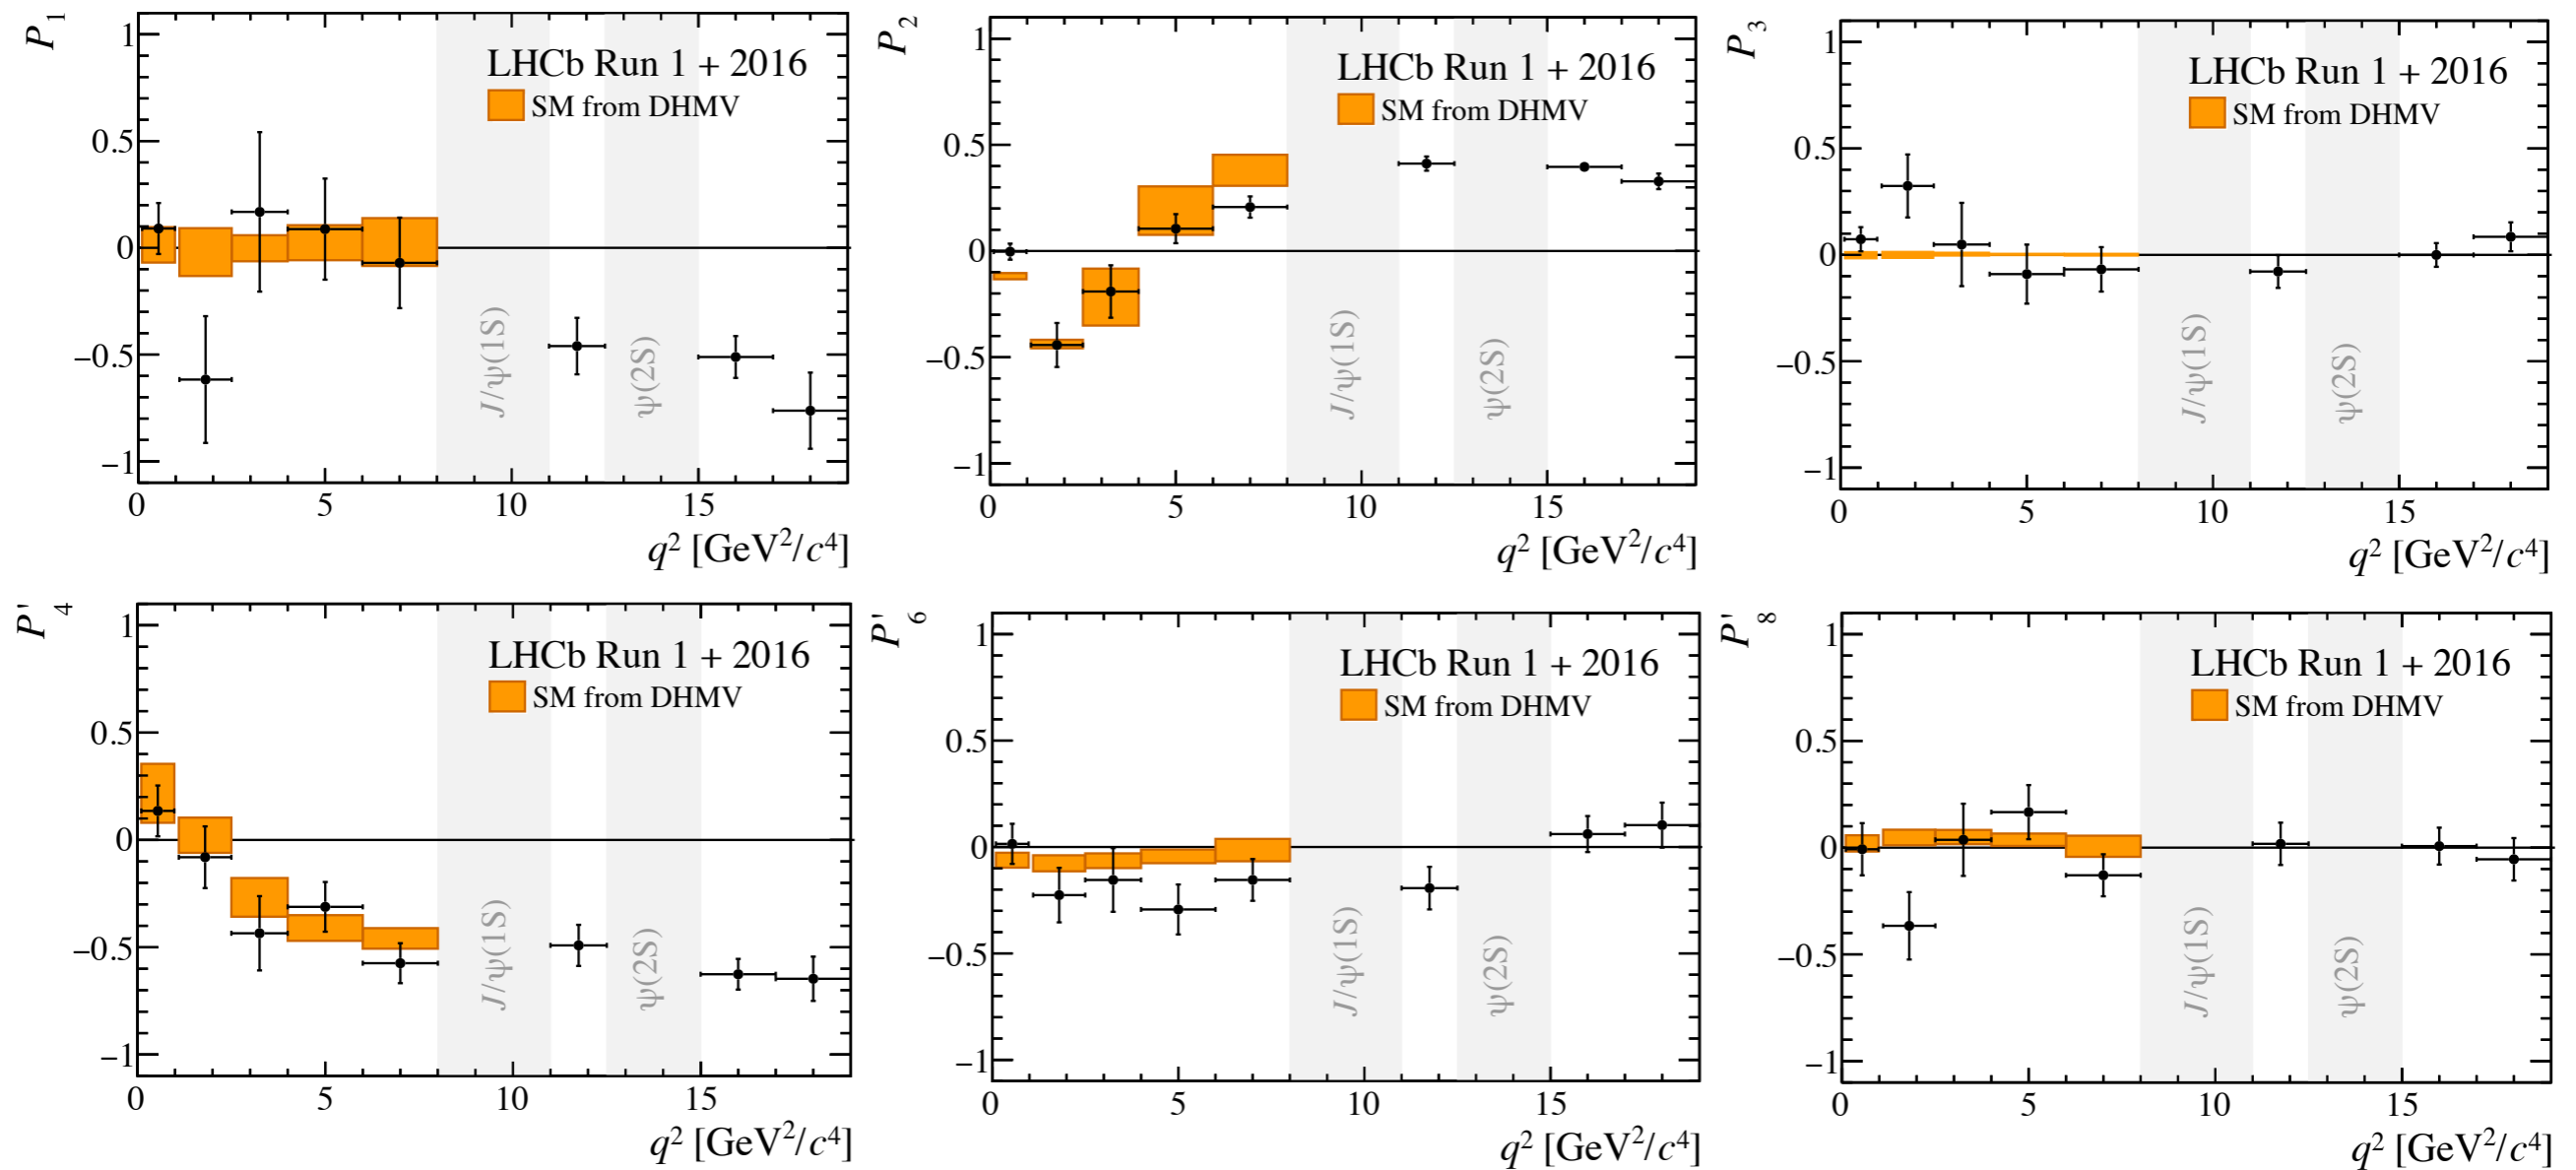 P1
1
0.5
0
−0.5
−1
LHCb Run 1 + 2016
SM from DHMV
J/ψ(1S)
ψ(2S)
0 5 10 15
q² [GeV²/c⁴]
P2
1
0.5
0
−0.5
−1
LHCb Run 1 + 2016
SM from DHMV
J/ψ(1S)
ψ(2S)
0 5 10 15
q² [GeV²/c⁴]
P3
1
0.5
0
−0.5
−1
LHCb Run 1 + 2016
SM from DHMV
J/ψ(1S)
ψ(2S)
0 5 10 15
q² [GeV²/c⁴]
P'4
1
0.5
0
−0.5
−1
LHCb Run 1 + 2016
SM from DHMV
J/ψ(1S)
ψ(2S)
0 5 10 15
q² [GeV²/c⁴]
P'6
1
0.5
0
−0.5
−1
LHCb Run 1 + 2016
SM from DHMV
J/ψ(1S)
ψ(2S)
0 5 10 15
q² [GeV²/c⁴]
P'8
1
0.5
0
−0.5
−1
LHCb Run 1 + 2016
SM from DHMV
J/ψ(1S)
ψ(2S)
0 5 10 15
q² [GeV²/c⁴]